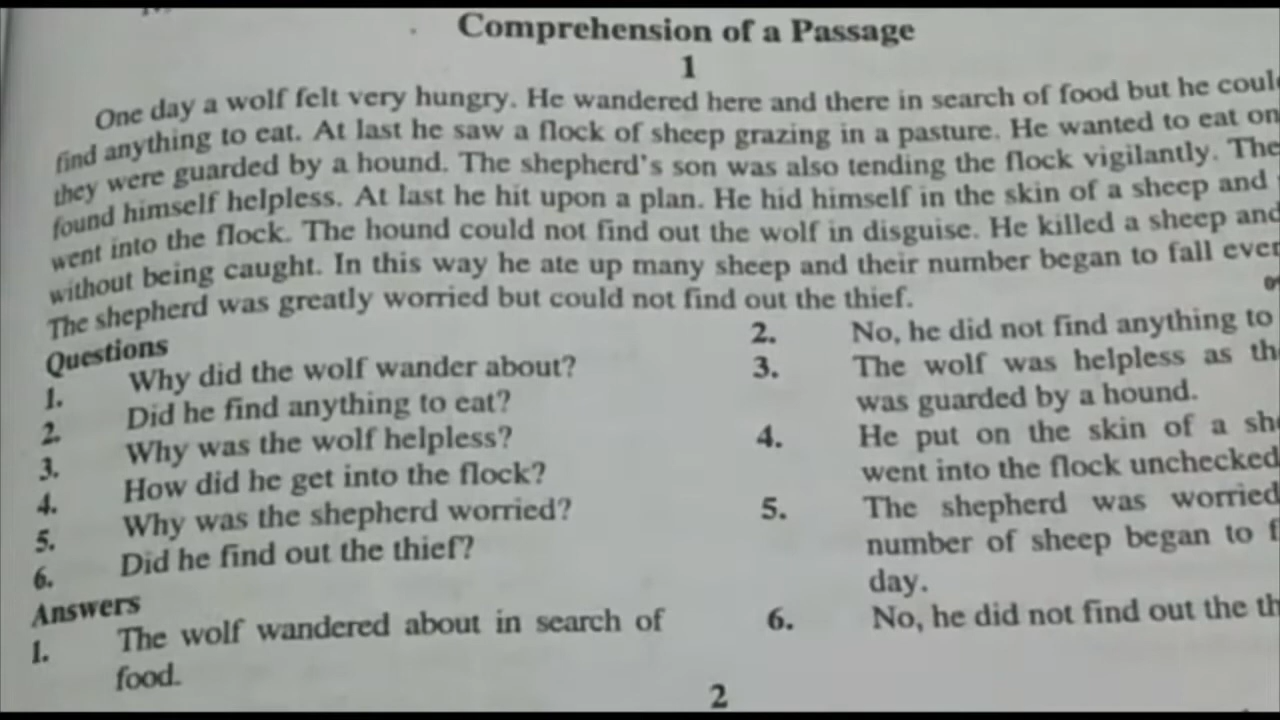 Comprehension of a Passage
1
One day a wolf felt very hungry. He wandered here and there in search of food but he
find anything to eat. At last he saw a flock of sheep grazing in a pasture. He wanted to eat
they were guarded by a hound. The shepherd's son was also tending the flock vigilantly.
found himself helpless. At last he hit upon a plan. He hid himself in the skin of a sheep and
went into the flock. The hound could not find out the wolf in disguise. He killed a sheep and
without being caught. In this way he ate up many sheep and their number began to fall
The shepherd was greatly worried but could not find out the thief.
Questions
1. Why did the wolf wander about?
2. Did he find anything to eat?
3. Why was the wolf helpless?
4. How did he get into the flock?
5. Why was the shepherd worried?
6. Did he find out the thief?
Answers
1. The wolf wandered about in search of
food.
2. No, he did not find anything to
3. The wolf was helpless as
was guarded by a hound.
4. He put on the skin of a
went into the flock unchecked
5. The shepherd was worried
number of sheep began to
day.
6. No, he did not find out the
2